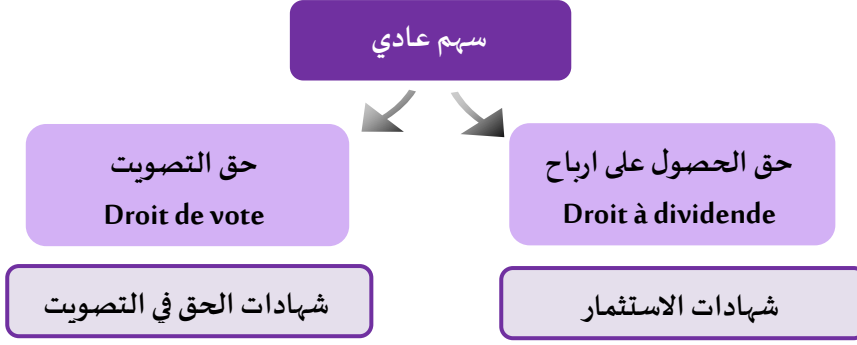 سهم عادي
حق الحصول على ارباح
Droit à dividende
حق التصويت
Droit de vote
شهادات الاستثمار
شهادات الحق في التصويت